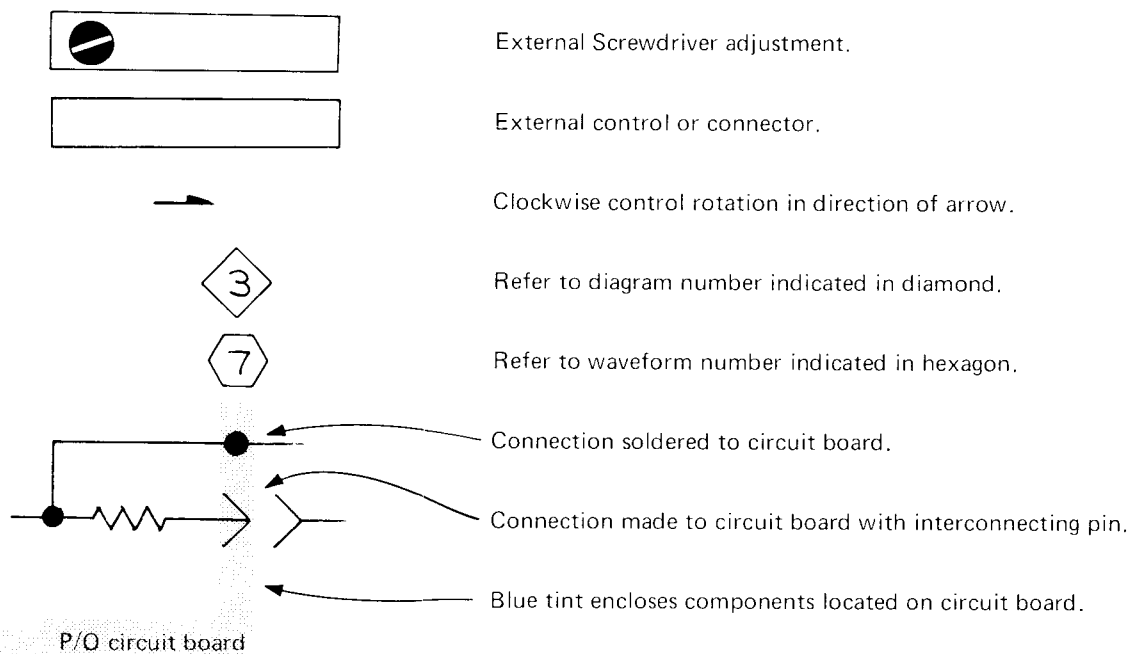 External Screwdriver adjustment.
External control or connector.
Clockwise control rotation in direction of arrow.
3
Refer to diagram number indicated in diamond.
7
Refer to waveform number indicated in hexagon.
Connection soldered to circuit board.
Connection made to circuit board with interconnecting pin.
Blue tint encloses components located on circuit board.
P/O circuit board